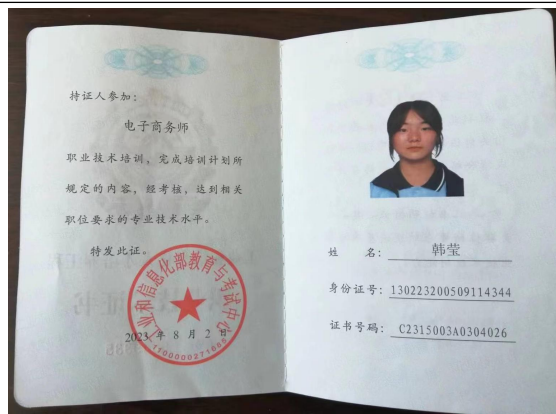 持证人参加：
电子商务师
职业技术培训，完成培训计划所
规定的内容，经考核，达到相关
职位要求的专业技术水平。
特发此证。
业和信息化部教育与考试中心
2023 年 8 月 2 日
姓 名： 韩莹
身份证号： 130223200509114344
证书号码： C2315003A0304026